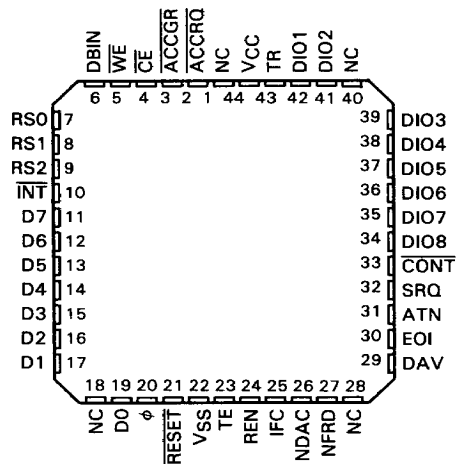 DBIN WE CE ACCGR ACCRQ NC VCC TR DIO1 DIO2 NC
6 5 4 3 2 1 44 43 42 41 40
RS0 7 39 DIO3
RS1 8 38 DIO4
RS2 9 37 DIO5
INT 10 36 DIO6
D7 11 35 DIO7
D6 12 34 DIO8
D5 13 33 CONT
D4 14 32 SRQ
D3 15 31 ATN
D2 16 30 EOI
D1 17 29 DAV
18 19 20 21 22 23 24 25 26 27 28
NC D0 φ RESET VSS TE REN IFC NDAC NFRD NC